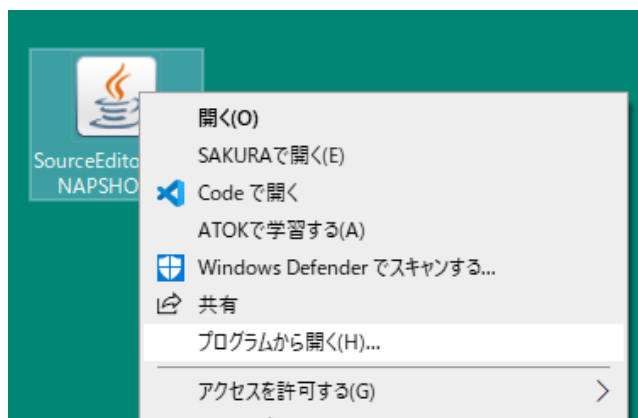 開く(O)
SAKURAで開く(E)
SourceEdito
NAPSHO
Code で開く
ATOKで学習する(A)
Windows Defender でスキャンする...
共有
プログラムから開く(H)...
アクセスを許可する(G)